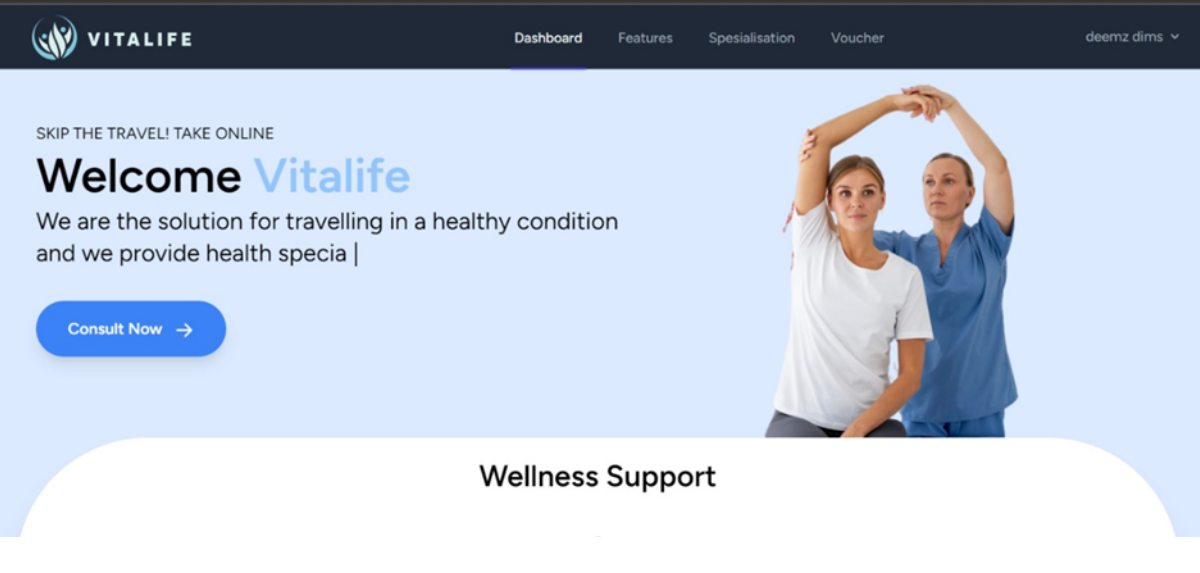 VITALIFE
Dashboard
Features
Spesialisation
Voucher
deemz dims
SKIP THE TRAVEL! TAKE ONLINE
Welcome Vitalife
We are the solution for travelling in a healthy condition
and we provide health specia |
Consult Now →
Wellness Support